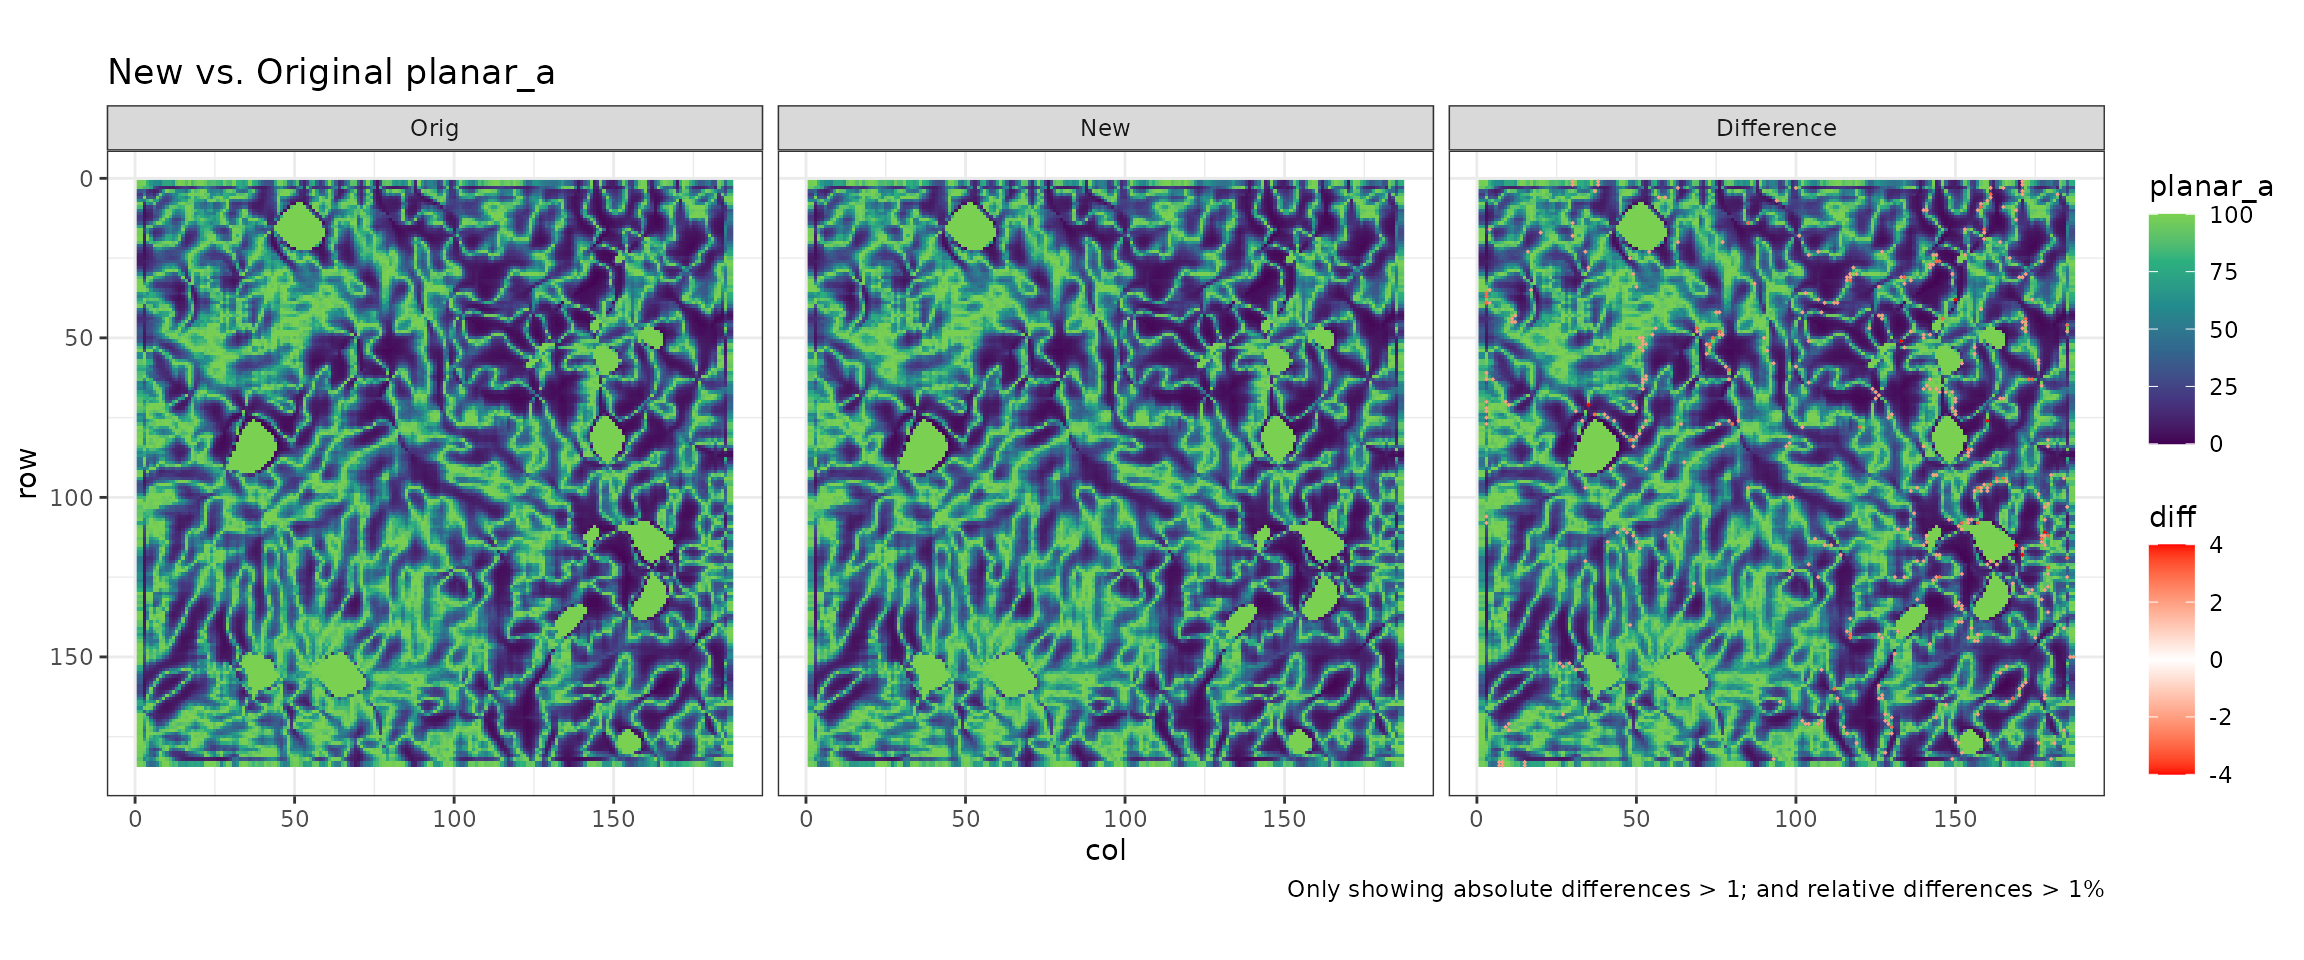 New vs. Original planar_a
Orig
New
Difference
0
50
100
150
row
0
50
100
150
0
50
100
150
0
50
100
150
col
planar_a
100
75
50
25
0
diff
4
2
0
-2
-4
Only showing absolute differences > 1; and relative differences > 1%